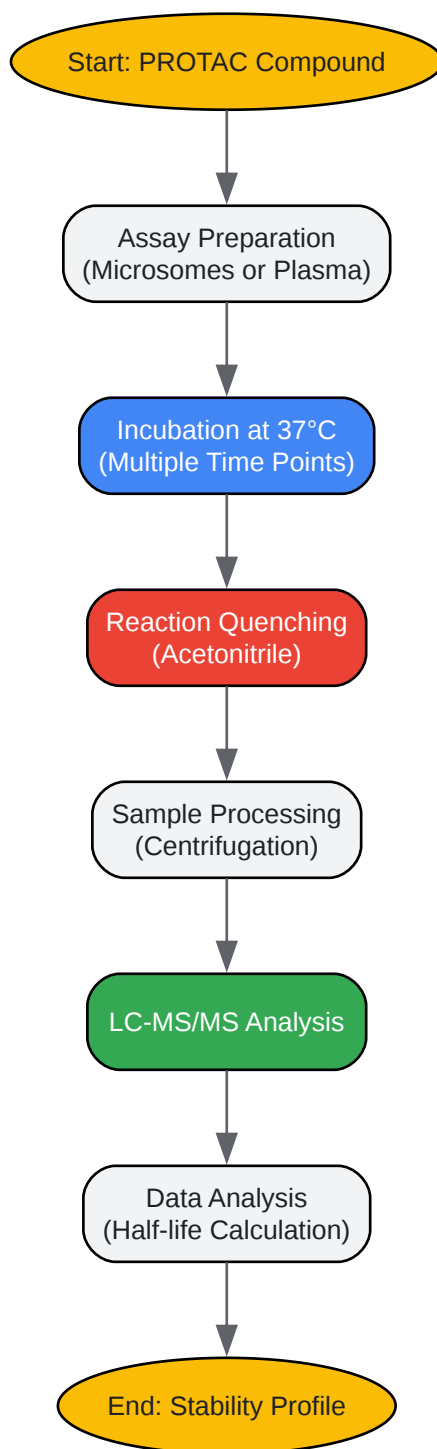 Start: PROTAC Compound
Assay Preparation
(Microsomes or Plasma)
Incubation at 37°C
(Multiple Time Points)
Reaction Quenching
(Acetonitrile)
Sample Processing
(Centrifugation)
LC-MS/MS Analysis
Data Analysis
(Half-life Calculation)
End: Stability Profile